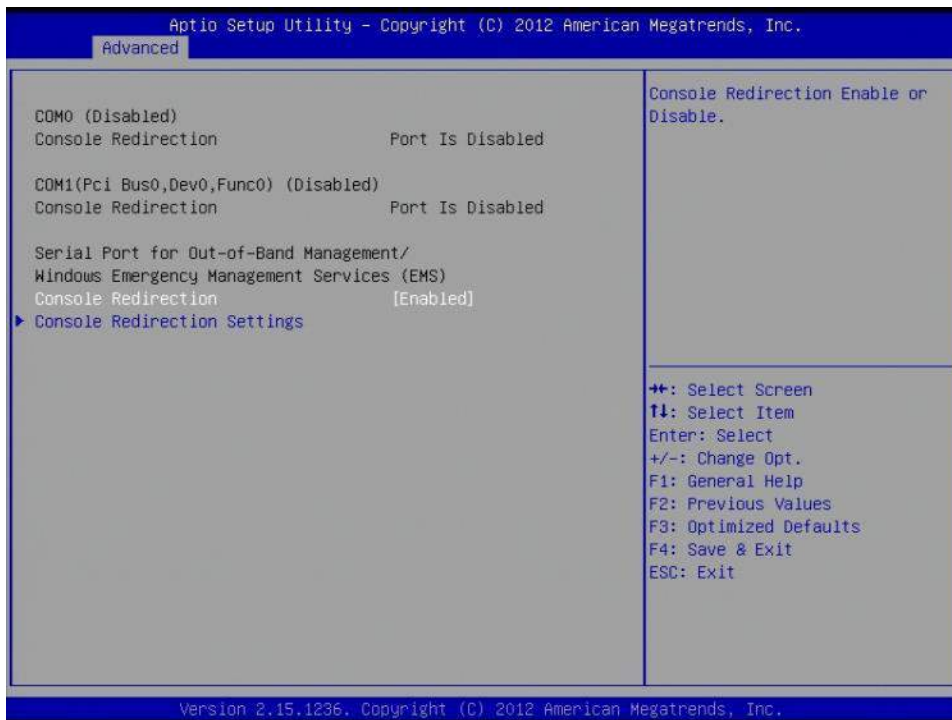 Aptio Setup Utility - Copyright (C) 2012 American Megatrends, Inc.
Advanced
COM0 (Disabled)
Console Redirection Port Is Disabled
COM1(Pci Bus0,Dev0,Func0) (Disabled)
Console Redirection Port Is Disabled
Serial Port for Out-of-Band Management/
Windows Emergency Management Services (EMS)
Console Redirection [Enabled]
Console Redirection Settings
Console Redirection Enable or
Disable.
→←: Select Screen
↑↓: Select Item
Enter: Select
+/-: Change Opt.
F1: General Help
F2: Previous Values
F3: Optimized Defaults
F4: Save & Exit
ESC: Exit
Version 2.15.1236. Copyright (C) 2012 American Megatrends, Inc.